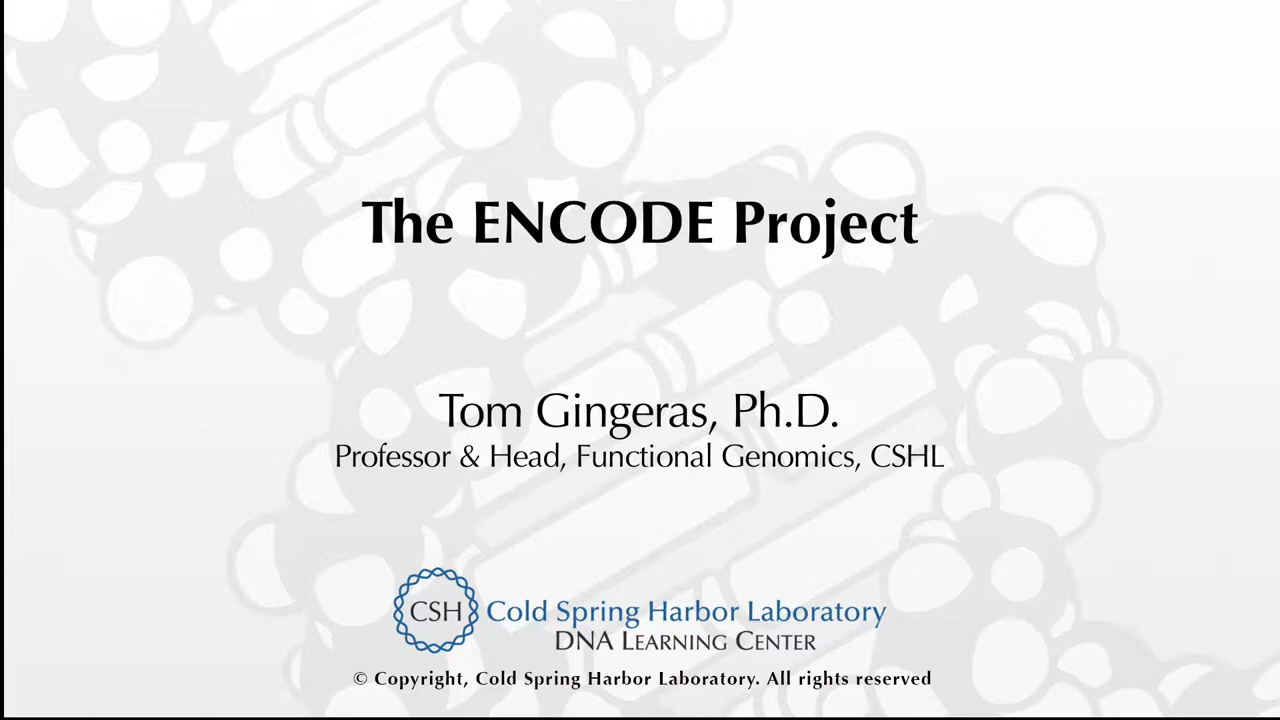 The ENCODE Project
Tom Gingeras, Ph.D.
Professor & Head, Functional Genomics, CSHL
CSH Cold Spring Harbor Laboratory
DNA LEARNING CENTER
© Copyright, Cold Spring Harbor Laboratory. All rights reserved